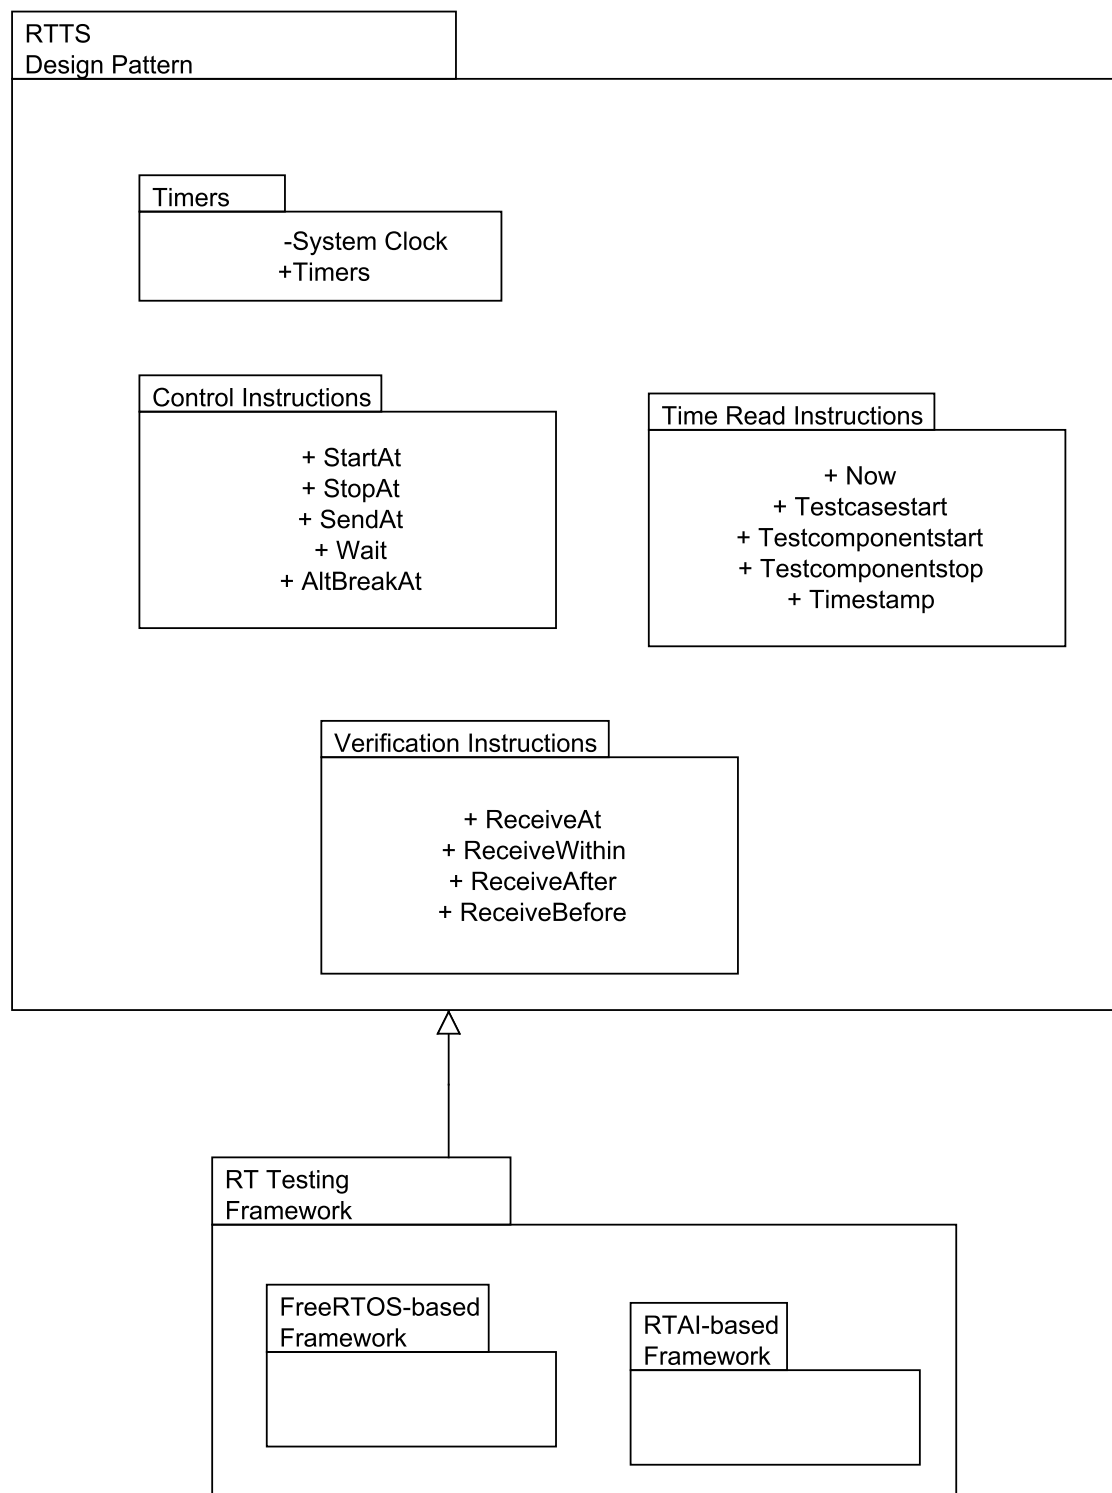 RTTS
Design Pattern
Timers
-System Clock
+Timers
Control Instructions
+ StartAt
+ StopAt
+ SendAt
+ Wait
+ AltBreakAt
Time Read Instructions
+ Now
+ Testcasestart
+ Testcomponentstart
+ Testcomponentstop
+ Timestamp
Verification Instructions
+ ReceiveAt
+ ReceiveWithin
+ ReceiveAfter
+ ReceiveBefore
RT Testing
Framework
FreeRTOS-based
Framework
RTAI-based
Framework